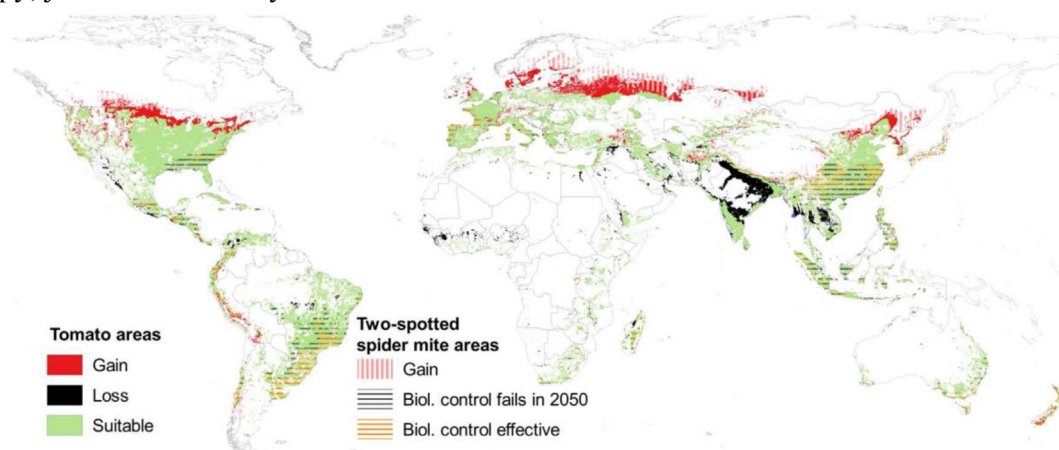 Tomato areas
Gain
Loss
Suitable
Two-spotted
spider mite areas
Gain
Biol. control fails in 2050
Biol. control effective